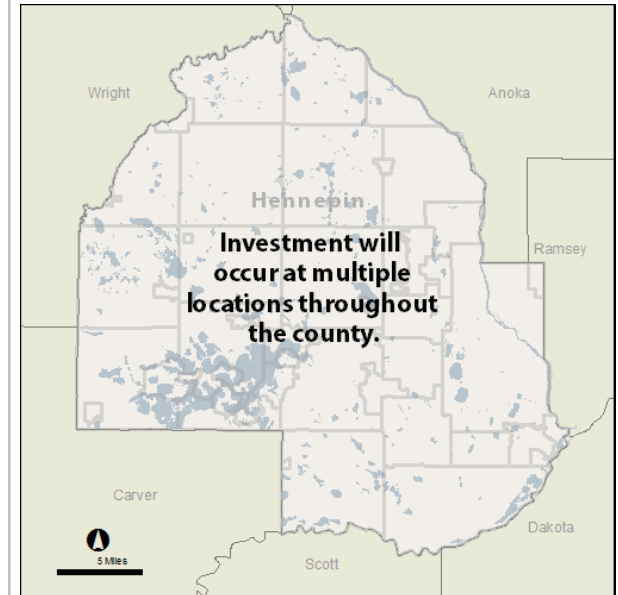 Wright
Anoka
Hennepin
Investment will
occur at multiple
locations throughout
the county.
Ramsey
Carver
Dakota
Scott
5 Miles